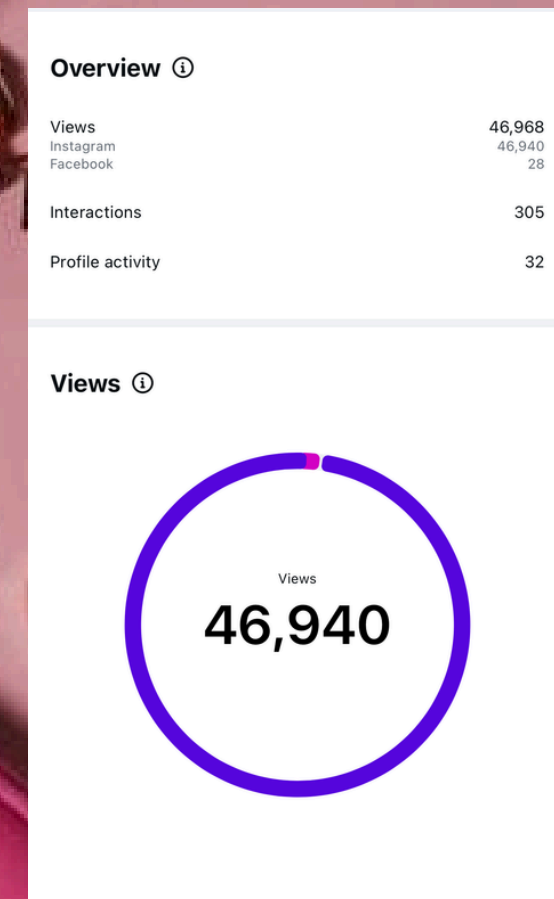 Overview
Views 46,968
Instagram 46,940
Facebook 28
Interactions 305
Profile activity 32
Views
Views
46,940